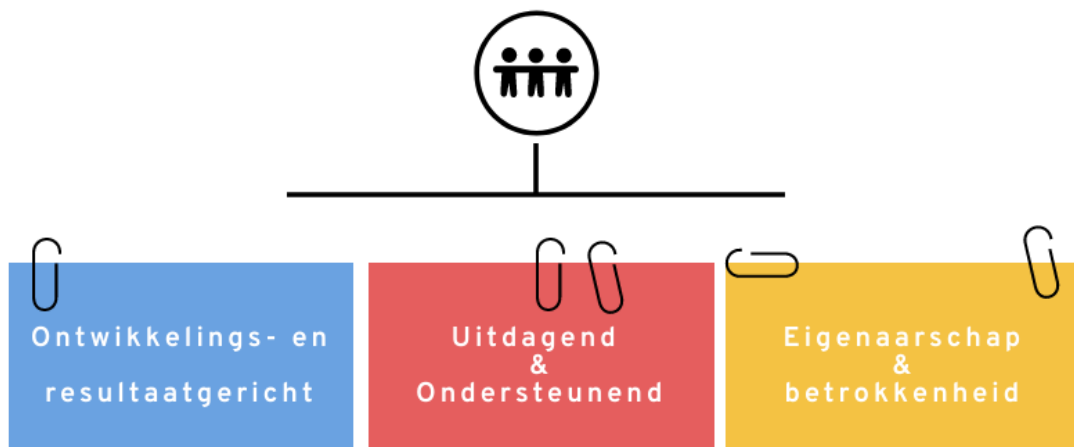 Ontwikkelings- en
resultaatgericht
Uitdagend
&
Ondersteunend
Eigenaarschap
&
betrokkenheid